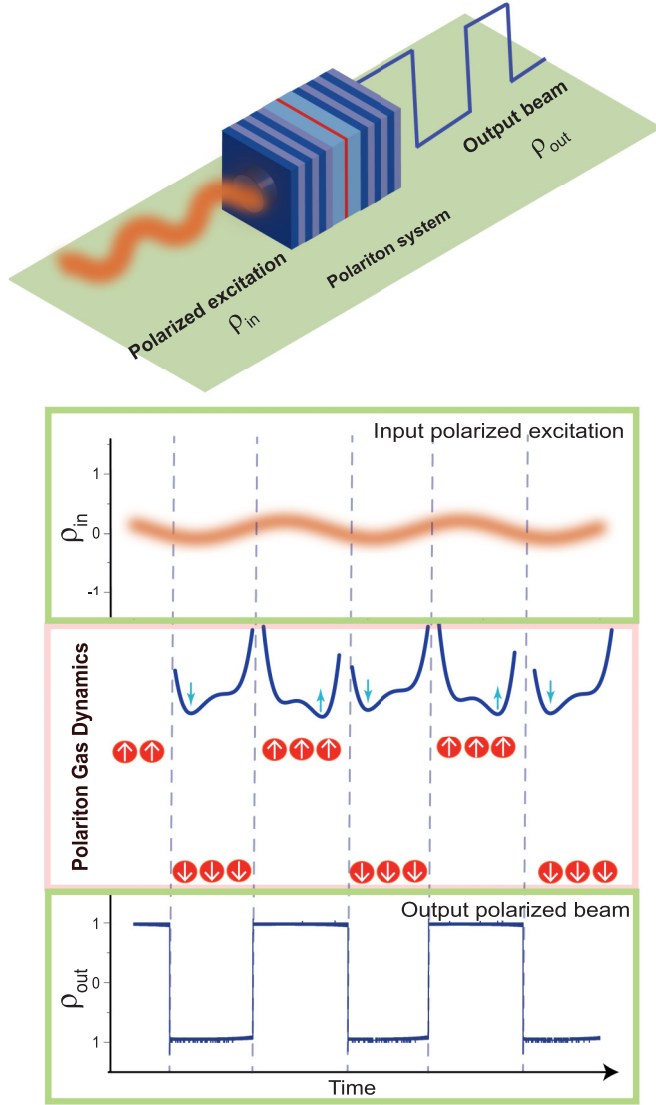 Output beam
ρout
Polariton system
Polarized excitation
ρin
Input polarized excitation
1
ρin
0
-1
Polariton Gas Dynamics
Output polarized beam
1
ρout
0
1
Time